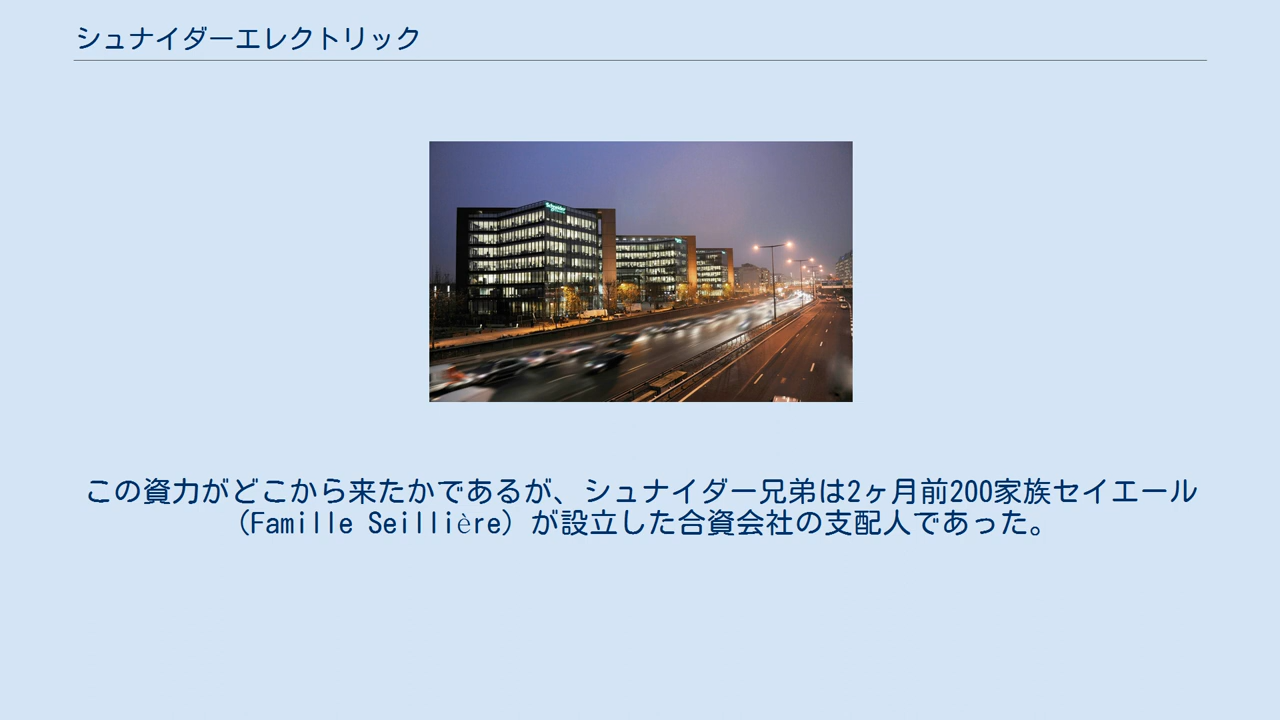 シュナイダーエレクトリック
Schneider
この資力がどこから来たかであるが、シュナイダー兄弟は2ヶ月前200家族セイエール
（Famille Seillière）が設立した合資会社の支配人であった。